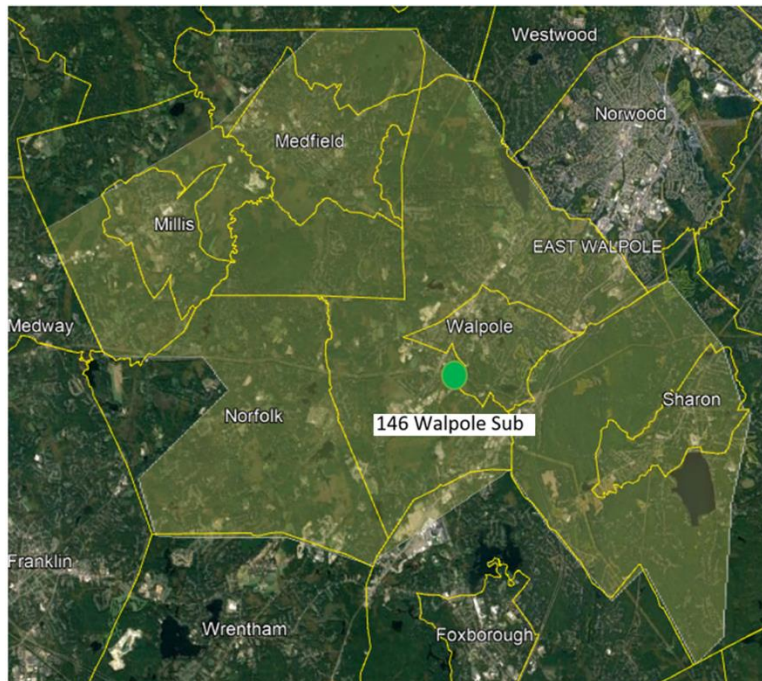 Westwood
Norwood
Medfield
Millis
EAST WALPOLE
Medway
Walpole
Sharon
Norfolk
146 Walpole Sub
Franklin
Wrentham
Foxborough